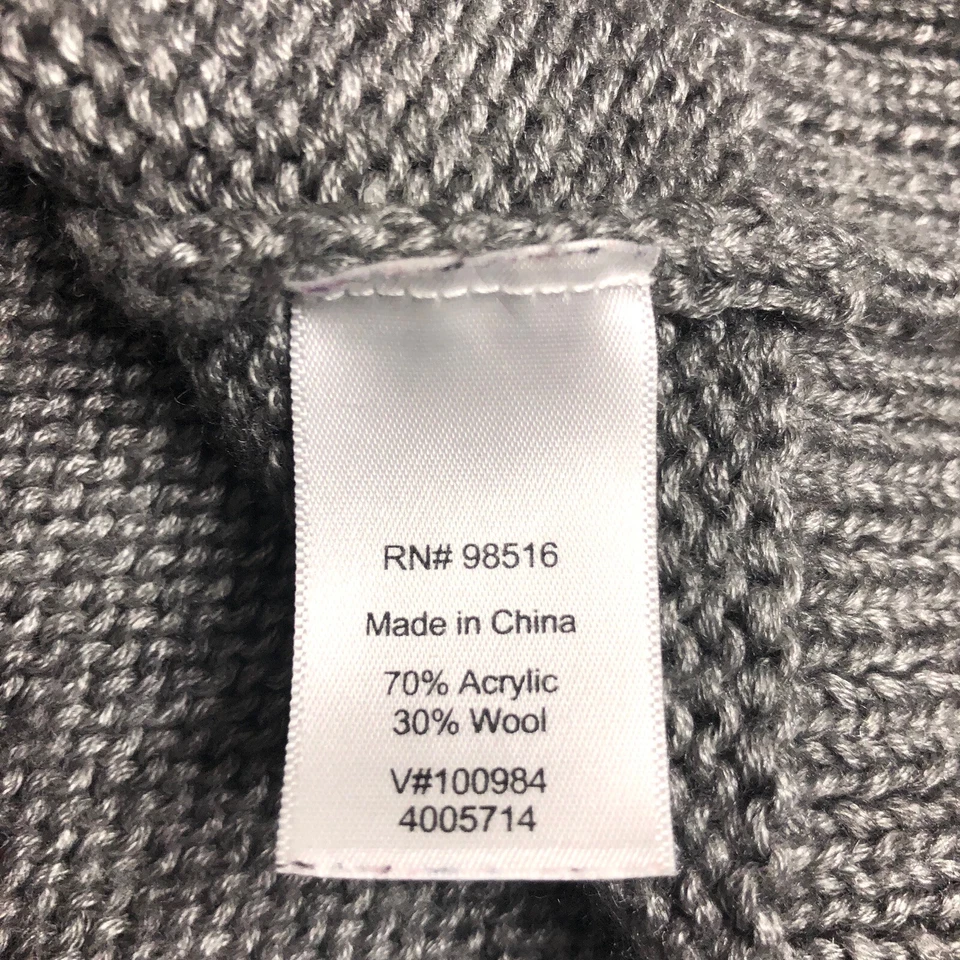 RN# 98516
Made in China
70% Acrylic
30% Wool
V#100984
4005714